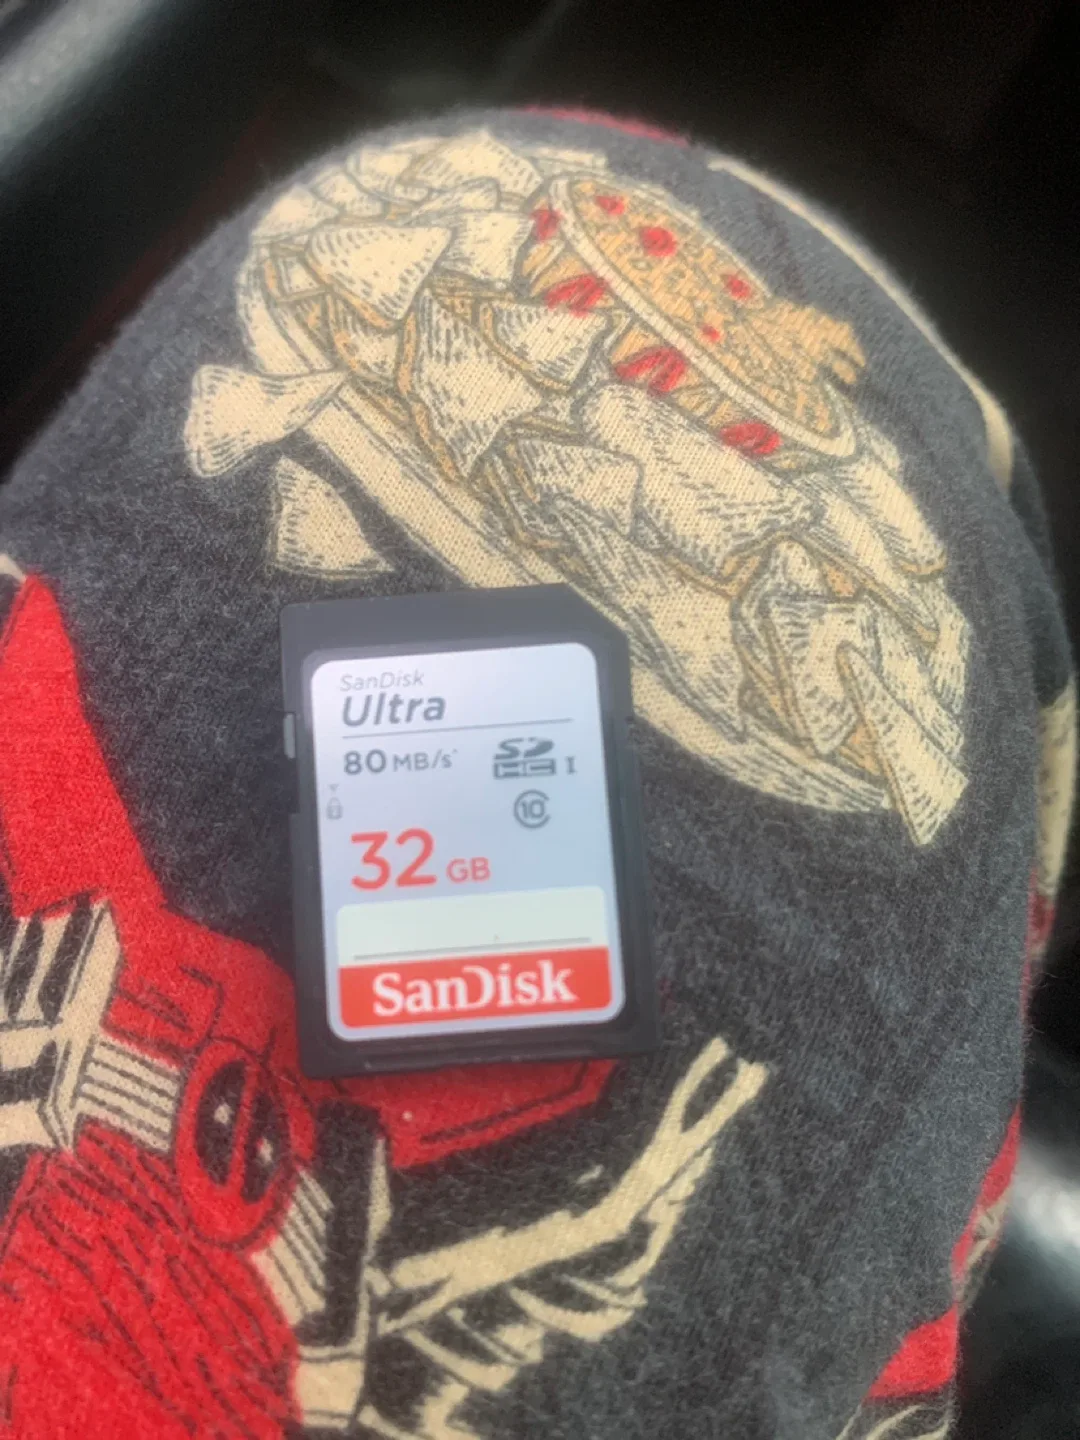 SanDisk
Ultra
80 MB/s*
SD HC I
10
32 GB
SanDisk